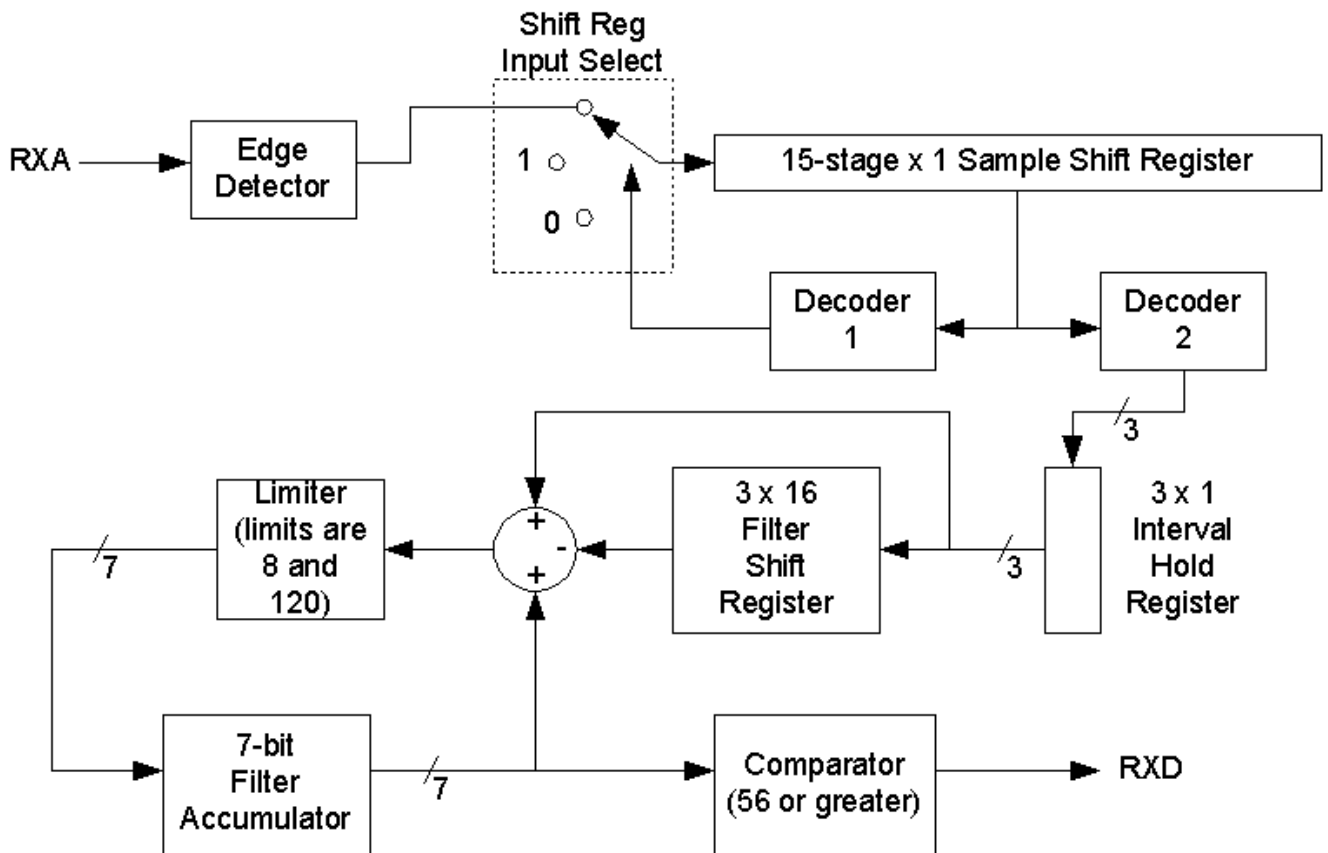 Shift Reg
Input Select
RXA
Edge
Detector
1
0
15-stage x 1 Sample Shift Register
Decoder
1
Decoder
2
3
Limiter
(limits are
8 and
120)
7
+
-
+
3 x 16
Filter
Shift
Register
3
3 x 1
Interval
Hold
Register
7-bit
Filter
Accumulator
7
Comparator
(56 or greater)
RXD